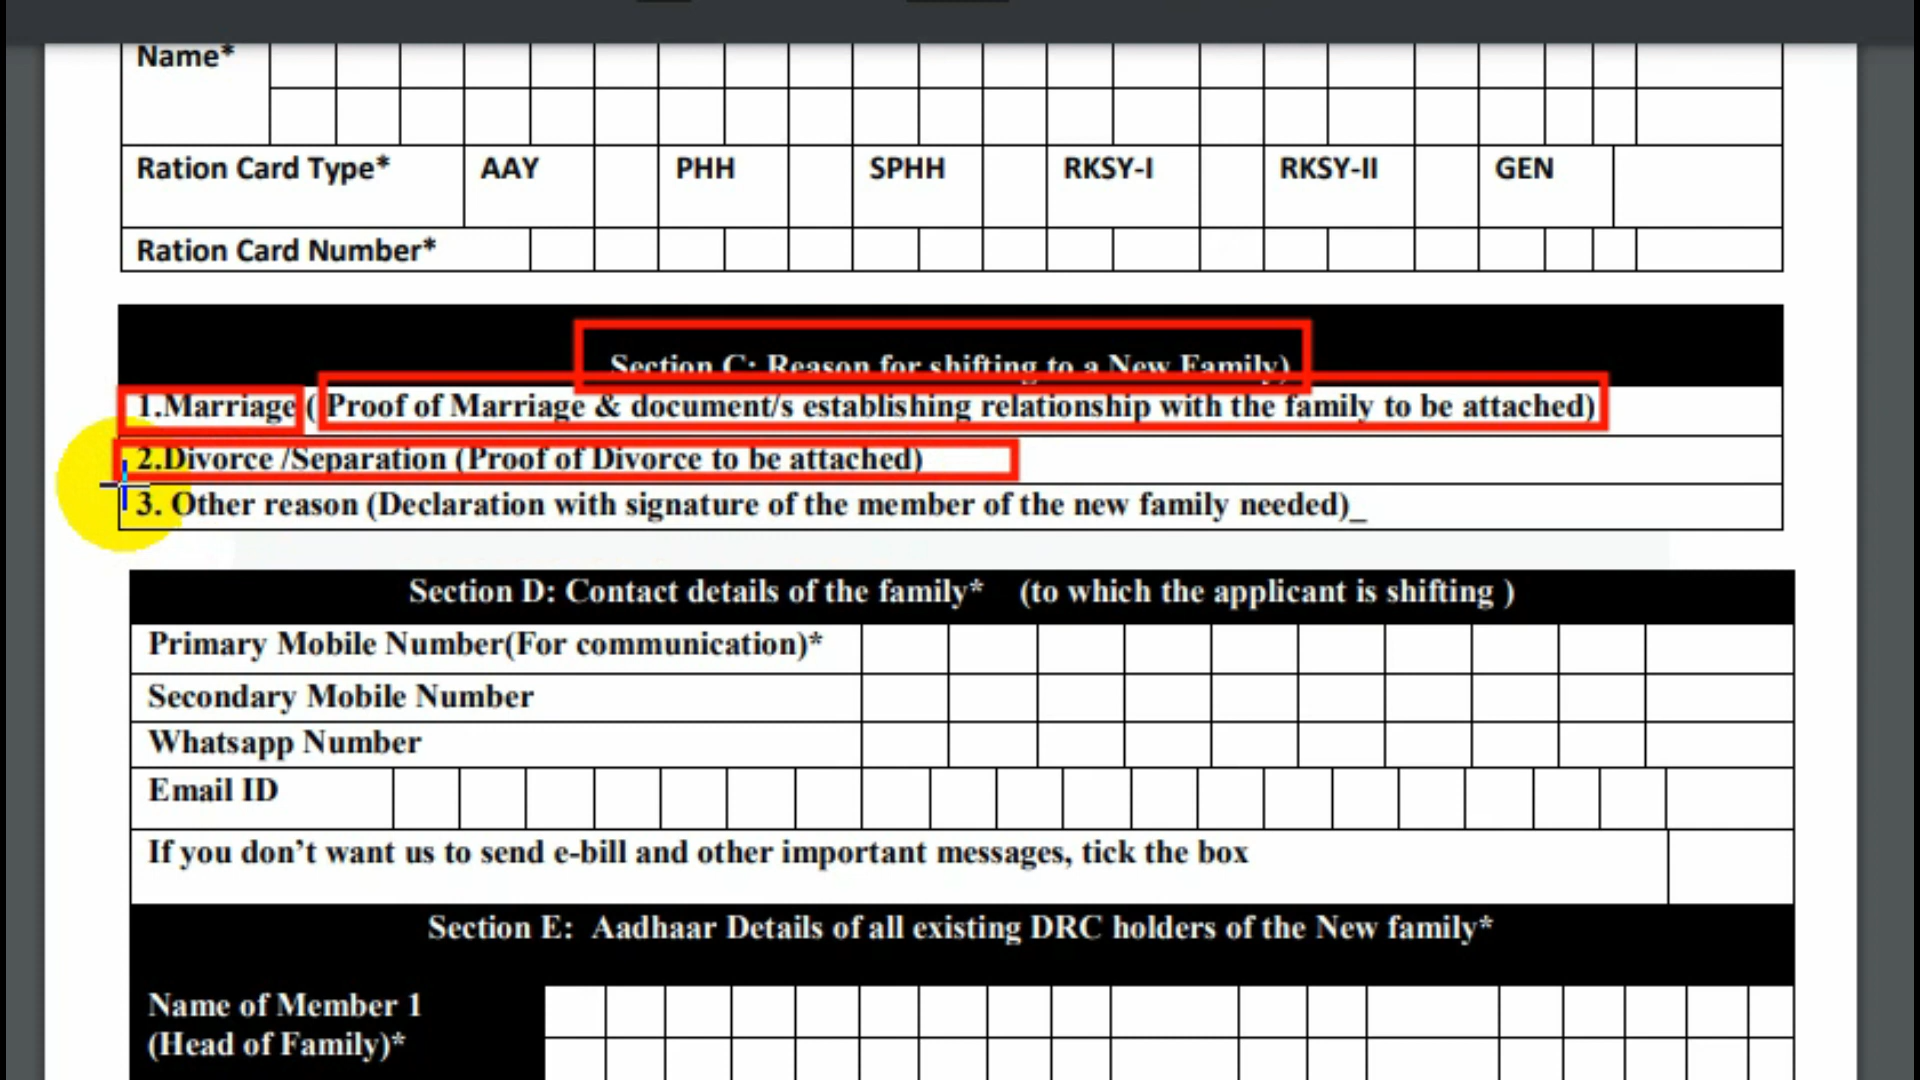 Name*
Ration Card Type* AAY PHH SPHH RKSY-I RKSY-II GEN
Ration Card Number*
Section C: Reason for shifting to a New Family)
1.Marriage ( Proof of Marriage & document/s establishing relationship with the family to be attached)
2.Divorce /Separation (Proof of Divorce to be attached)
3. Other reason (Declaration with signature of the member of the new family needed)_
Section D: Contact details of the family* (to which the applicant is shifting )
Primary Mobile Number(For communication)*
Secondary Mobile Number
Whatsapp Number
Email ID
If you don’t want us to send e-bill and other important messages, tick the box
Section E: Aadhaar Details of all existing DRC holders of the New family*
Name of Member 1
(Head of Family)*